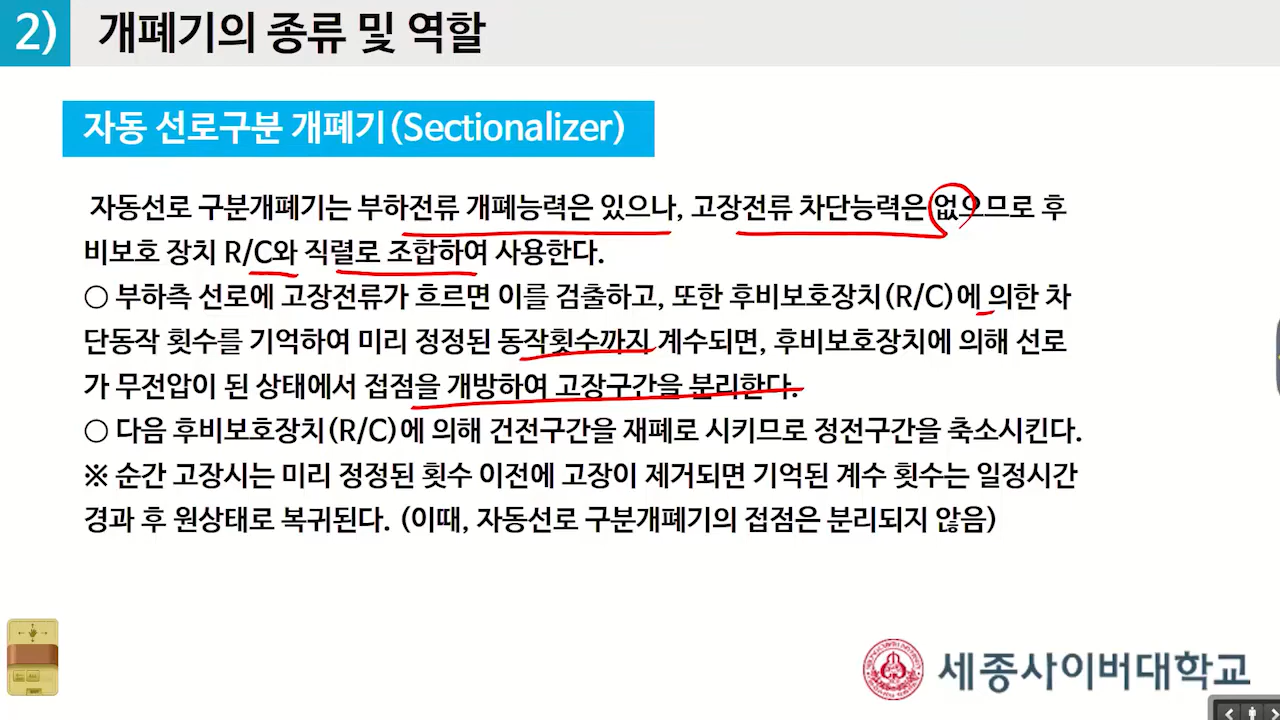 2) 개폐기의 종류 및 역할
자동 선로구분 개폐기(Sectionalizer)
자동선로 구분개폐기는 부하전류 개폐능력은 있으나, 고장전류 차단능력은 없으므로 후
비보호 장치 R/C와 직렬로 조합하여 사용한다.
○ 부하측 선로에 고장전류가 흐르면 이를 검출하고, 또한 후비보호장치(R/C)에 의한 차
단동작 횟수를 기억하여 미리 정정된 동작횟수까지 계수되면, 후비보호장치에 의해 선로
가 무전압이 된 상태에서 접점을 개방하여 고장구간을 분리한다.
○ 다음 후비보호장치(R/C)에 의해 건전구간을 재폐로 시키므로 정전구간을 축소시킨다.
※ 순간 고장시는 미리 정정된 횟수 이전에 고장이 제거되면 기억된 계수 횟수는 일정시간
경과 후 원상태로 복귀된다. (이때, 자동선로 구분개폐기의 접점은 분리되지 않음)
세종사이버대학교